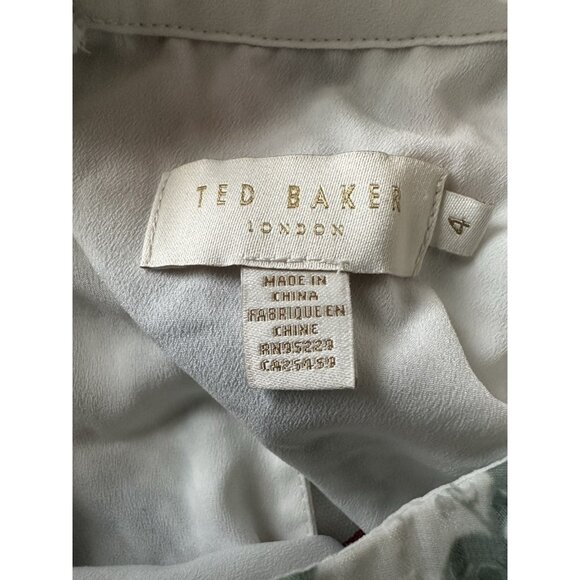 TED BAKER
LONDON
4
MADE IN
CHINA
FABRIQUE EN
CHINE
RN95229
CA25459